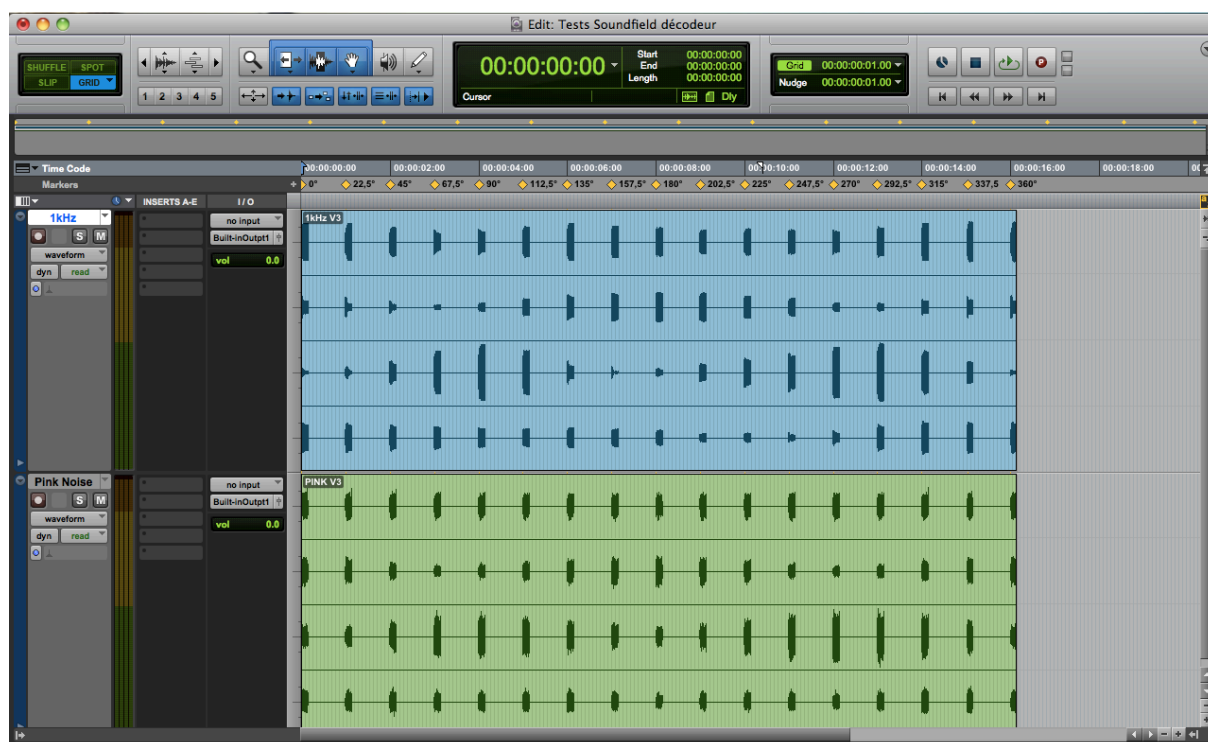 Edit: Tests Soundfield décodeur
SHUFFLE SPOT
SLIP GRID
1 2 3 4 5
00:00:00:00
Start 00:00:00:00
End 00:00:00:00
Length 00:00:00:00
Cursor
Dly
Grid 00:00:00:01.00
Nudge 00:00:00:01.00
Time Code
00:00:00:00 00:00:02:00 00:00:04:00 00:00:06:00 00:00:08:00 00:00:10:00 00:00:12:00 00:00:14:00 00:00:16:00 00:00:18:00
Markers
0° 22,5° 45° 67,5° 90° 112,5° 135° 157,5° 180° 202,5° 225° 247,5° 270° 292,5° 315° 337,5 360°
INSERTS A-E I / O
1kHz
S M
waveform
dyn read
no input
Built-inOutpt1
vol 0.0
1kHz V3
Pink Noise
S M
waveform
dyn read
no input
Built-inOutpt1
vol 0.0
PINK V3